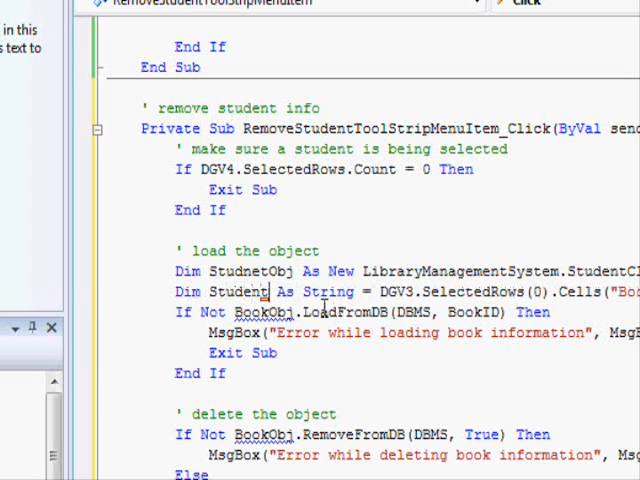 RemoveStudentToolStripMenuItem Click
in this
s text to
End If
End Sub
' remove student info
Private Sub RemoveStudentToolStripMenuItem_Click(ByVal send
' make sure a student is being selected
If DGV4.SelectedRows.Count = 0 Then
Exit Sub
End If
' load the object
Dim StudnetObj As New LibraryManagementSystem.StudentCl
Dim Student As String = DGV3.SelectedRows(0).Cells("Boo
If Not BookObj.LoadFromDB(DBMS, BookID) Then
MsgBox("Error while loading book information", MsgB
Exit Sub
End If
' delete the object
If Not BookObj.RemoveFromDB(DBMS, True) Then
MsgBox("Error while deleting book information", Msg
Else